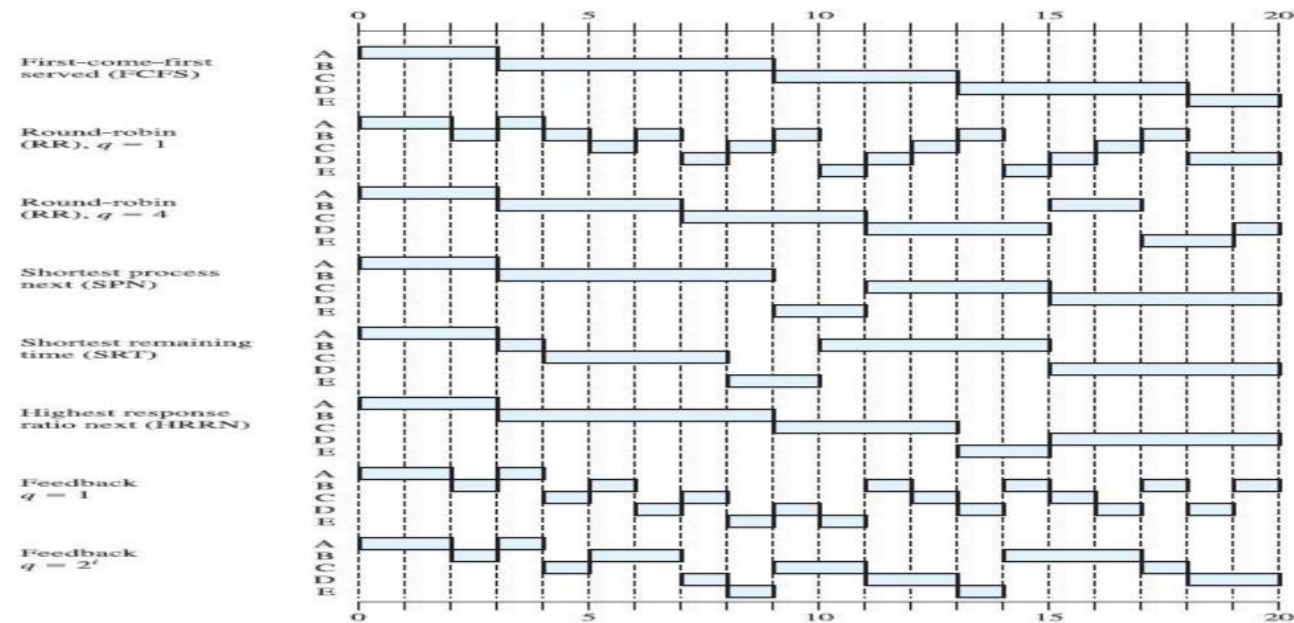 0 5 10 15 20
First-come-first
served (FCFS)
A
B
C
D
E
Round-robin
(RR), q = 1
A
B
C
D
E
Round-robin
(RR), q = 4
A
B
C
D
E
Shortest process
next (SPN)
A
B
C
D
E
Shortest remaining
time (SRT)
A
B
C
D
E
Highest response
ratio next (HRRN)
A
B
C
D
E
Feedback
q = 1
A
B
C
D
E
Feedback
q = 2^i
A
B
C
D
E
0 5 10 15 20